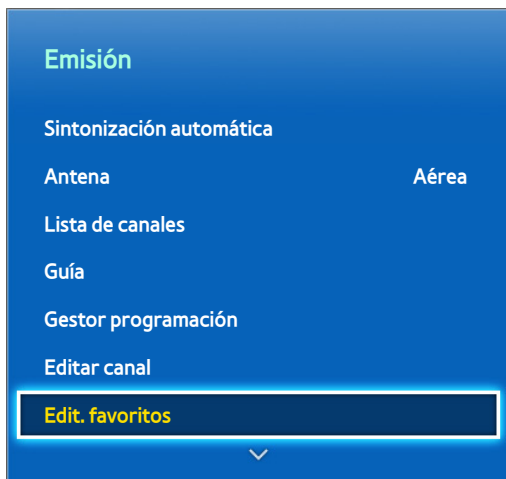 Emisión
Sintonización automática
Antena Aérea
Lista de canales
Guía
Gestor programación
Editar canal
Edit. favoritos